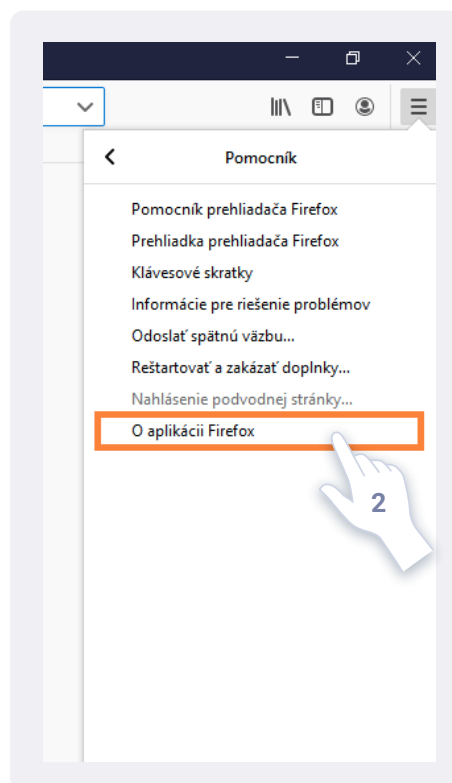 Pomocník
Pomocník prehliadača Firefox
Prehliadka prehliadača Firefox
Klávesové skratky
Informácie pre riešenie problémov
Odoslať spätnú väzbu...
Reštartovať a zakázať doplnky...
Nahlásenie podvodnej stránky...
O aplikácii Firefox
2